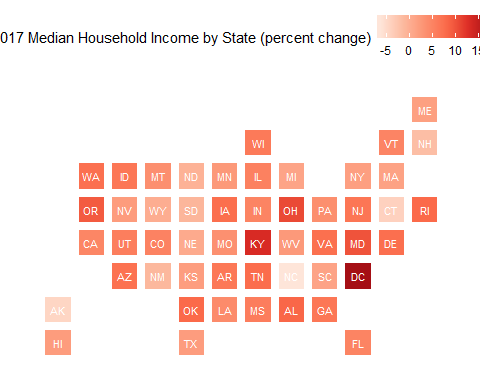 017 Median Household Income by State (percent change)
-5 0 5 10 15
ME
WI VT NH
WA ID MT ND MN IL MI NY MA
OR NV WY SD IA IN OH PA NJ CT RI
CA UT CO NE MO KY WV VA MD DE
AZ NM KS AR TN NC SC DC
AK OK LA MS AL GA
HI TX FL